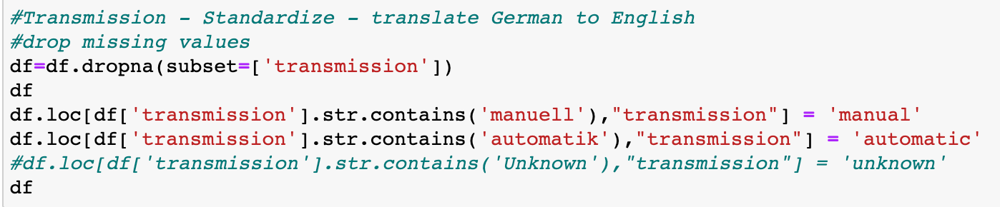 #Transmission - Standardize - translate German to English
#drop missing values
df=df.dropna(subset=['transmission'])
df
df.loc[df['transmission'].str.contains('manuell'),"transmission"] = 'manual'
df.loc[df['transmission'].str.contains('automatik'),"transmission"] = 'automatic'
#df.loc[df['transmission'].str.contains('Unknown'),"transmission"] = 'unknown'
df